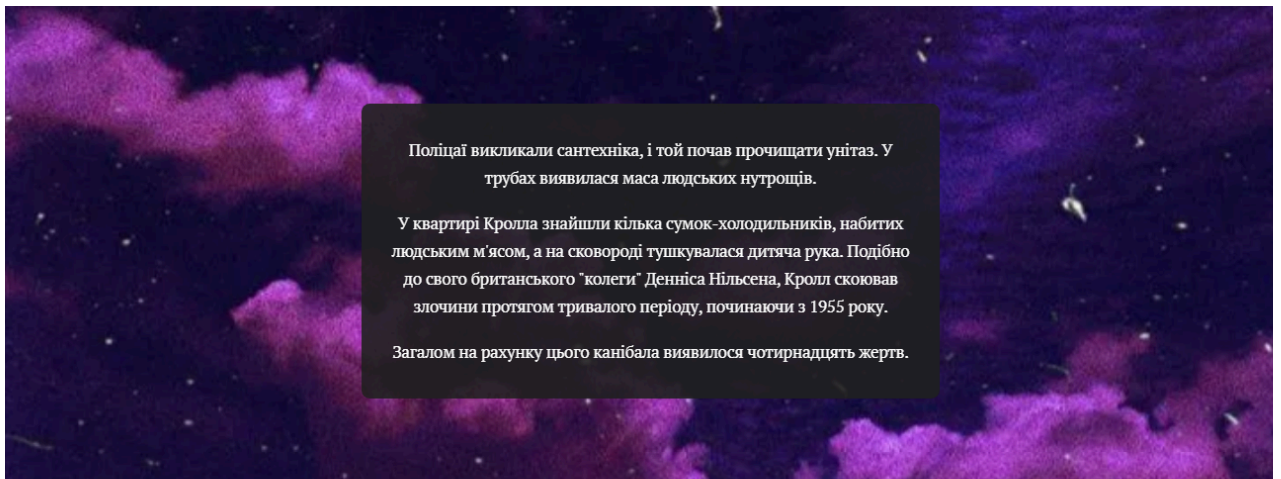 Поліцаї викликали сантехніка, і той почав прочищати унітаз. У
трубах виявилася маса людських нутрощів.
У квартирі Кролла знайшли кілька сумок-холодильників, набитих
людським м'ясом, а на сковороді тушкувалася дитяча рука. Подібно
до свого британського "колеги" Денніса Нільсена, Кролл скоював
злочини протягом тривалого періоду, починаючи з 1955 року.
Загалом на рахунку цього канібала виявилося чотирнадцять жертв.